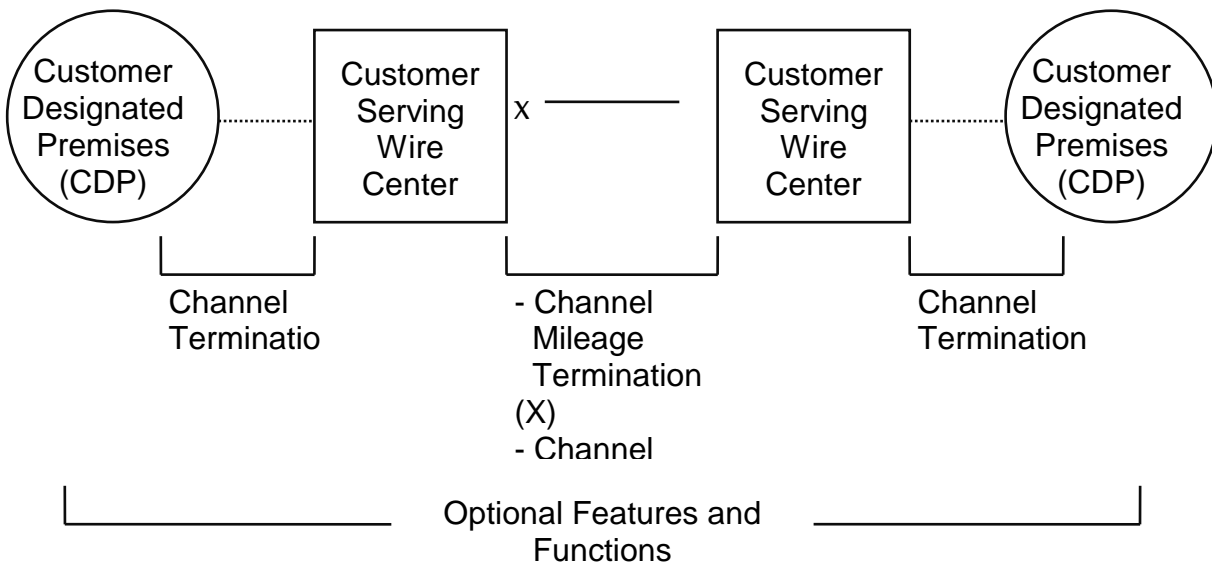 Customer
Designated
Premises
(CDP)
Customer
Serving
Wire
Center
X
Customer
Serving
Wire
Center
Customer
Designated
Premises
(CDP)
Channel
Terminatio
- Channel
Mileage
Termination
(X)
- Channel
Channel
Termination
Optional Features and
Functions